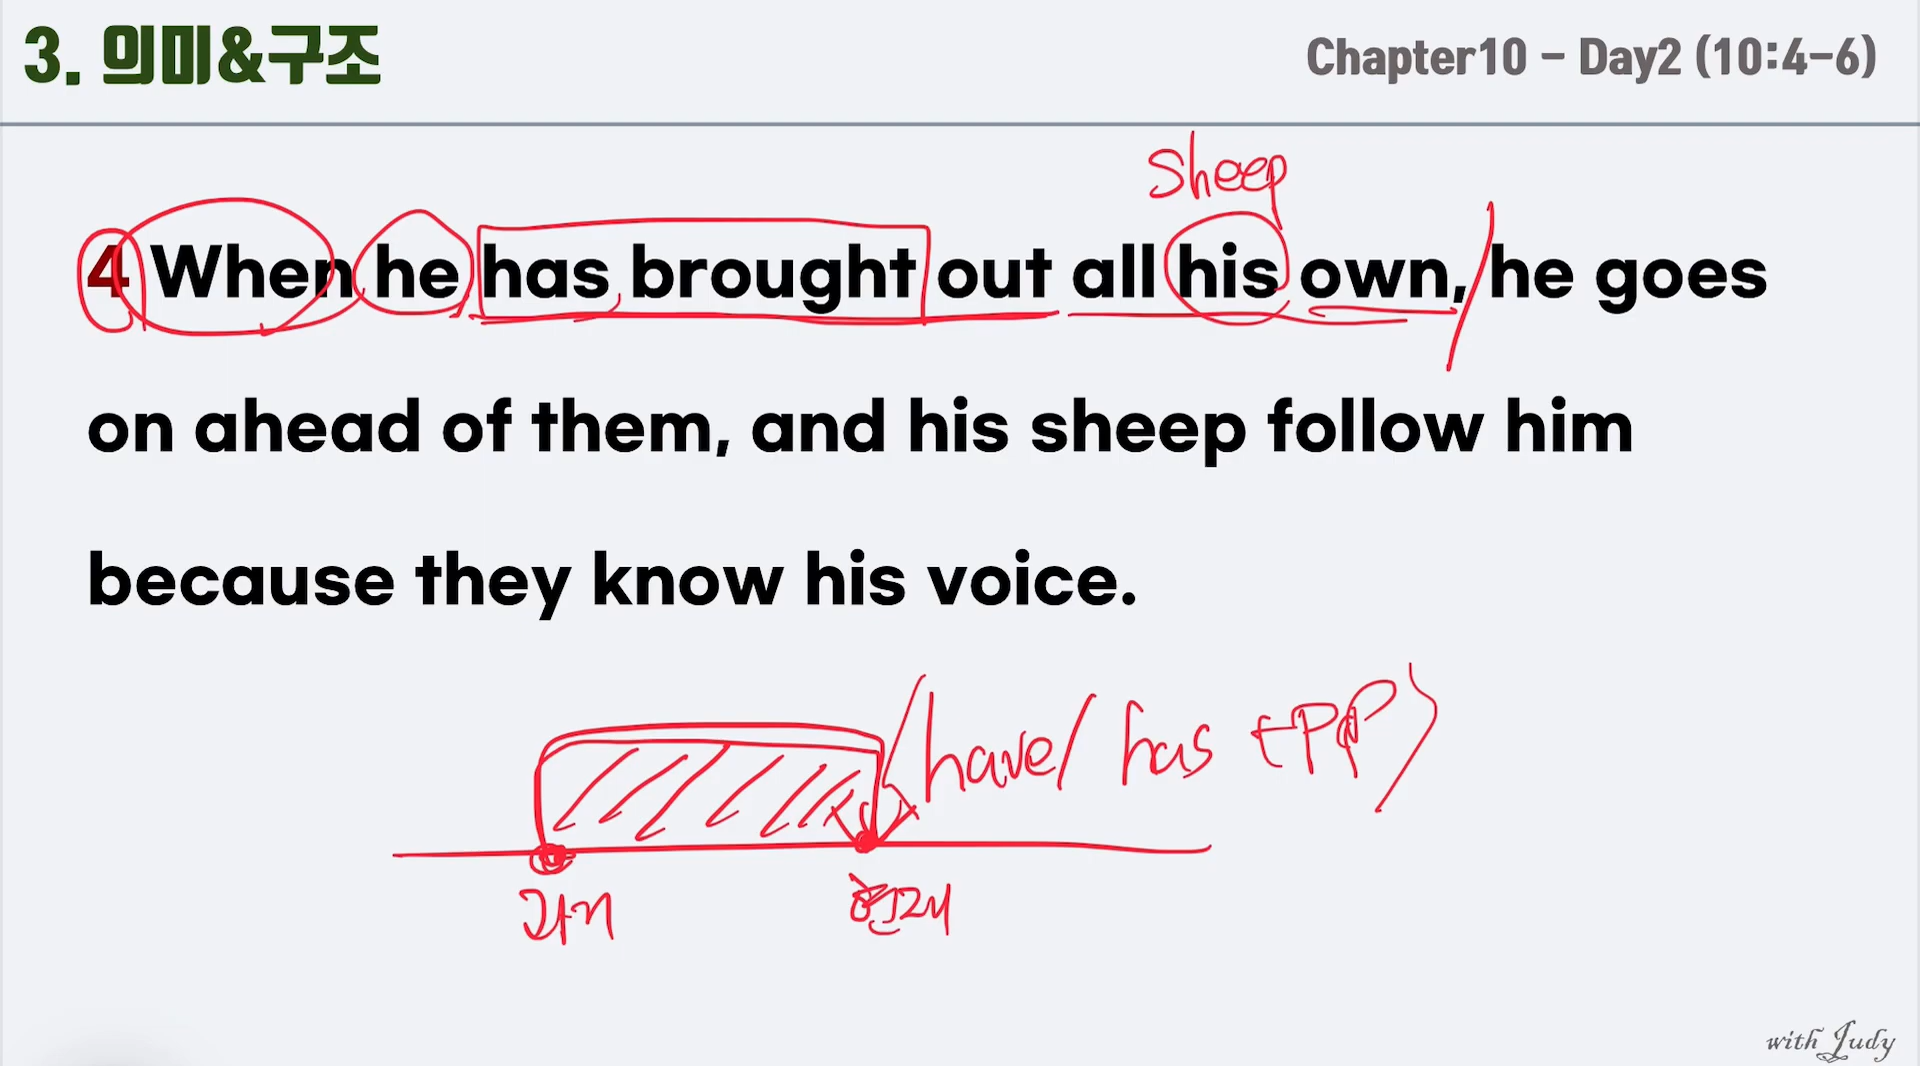 3. 의미&구조
Chapter10 - Day2 (10:4-6)
sheep
4 When he has brought out all his own, he goes
on ahead of them, and his sheep follow him
because they know his voice.
(have/ has +PP)
과거 현재
with Judy